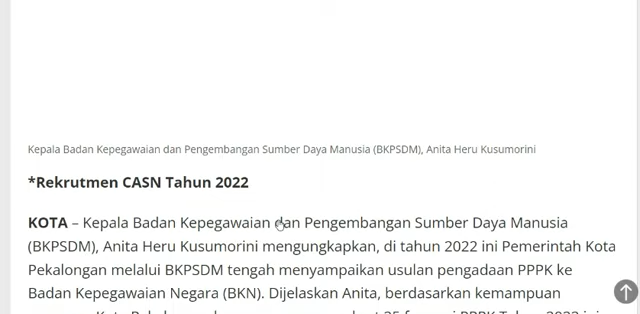 Kepala Badan Kepegawaian dan Pengembangan Sumber Daya Manusia (BKPSDM), Anita Heru Kusumorini
*Rekrutmen CASN Tahun 2022
KOTA – Kepala Badan Kepegawaian dan Pengembangan Sumber Daya Manusia
(BKPSDM), Anita Heru Kusumorini mengungkapkan, di tahun 2022 ini Pemerintah Kota
Pekalongan melalui BKPSDM tengah menyampaikan usulan pengadaan PPPK ke
Badan Kepegawaian Negara (BKN). Dijelaskan Anita, berdasarkan kemampuan